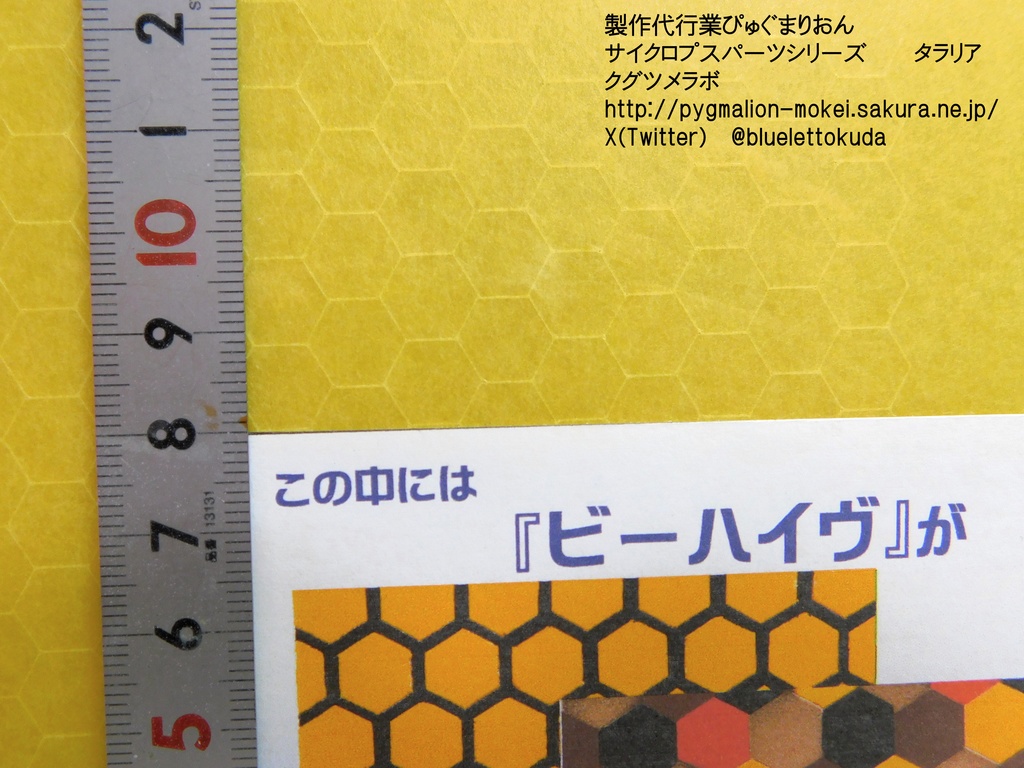 製作代行業ぴゅぐまりおん
サイクロプスパーツシリーズ　　タラリア
クグツメラボ
http://pygmalion-mokei.sakura.ne.jp/
X(Twitter)　@bluelettokuda
2
1
10
9
8
7
6
5
品番 13131
この中には
『ビーハイヴ』が